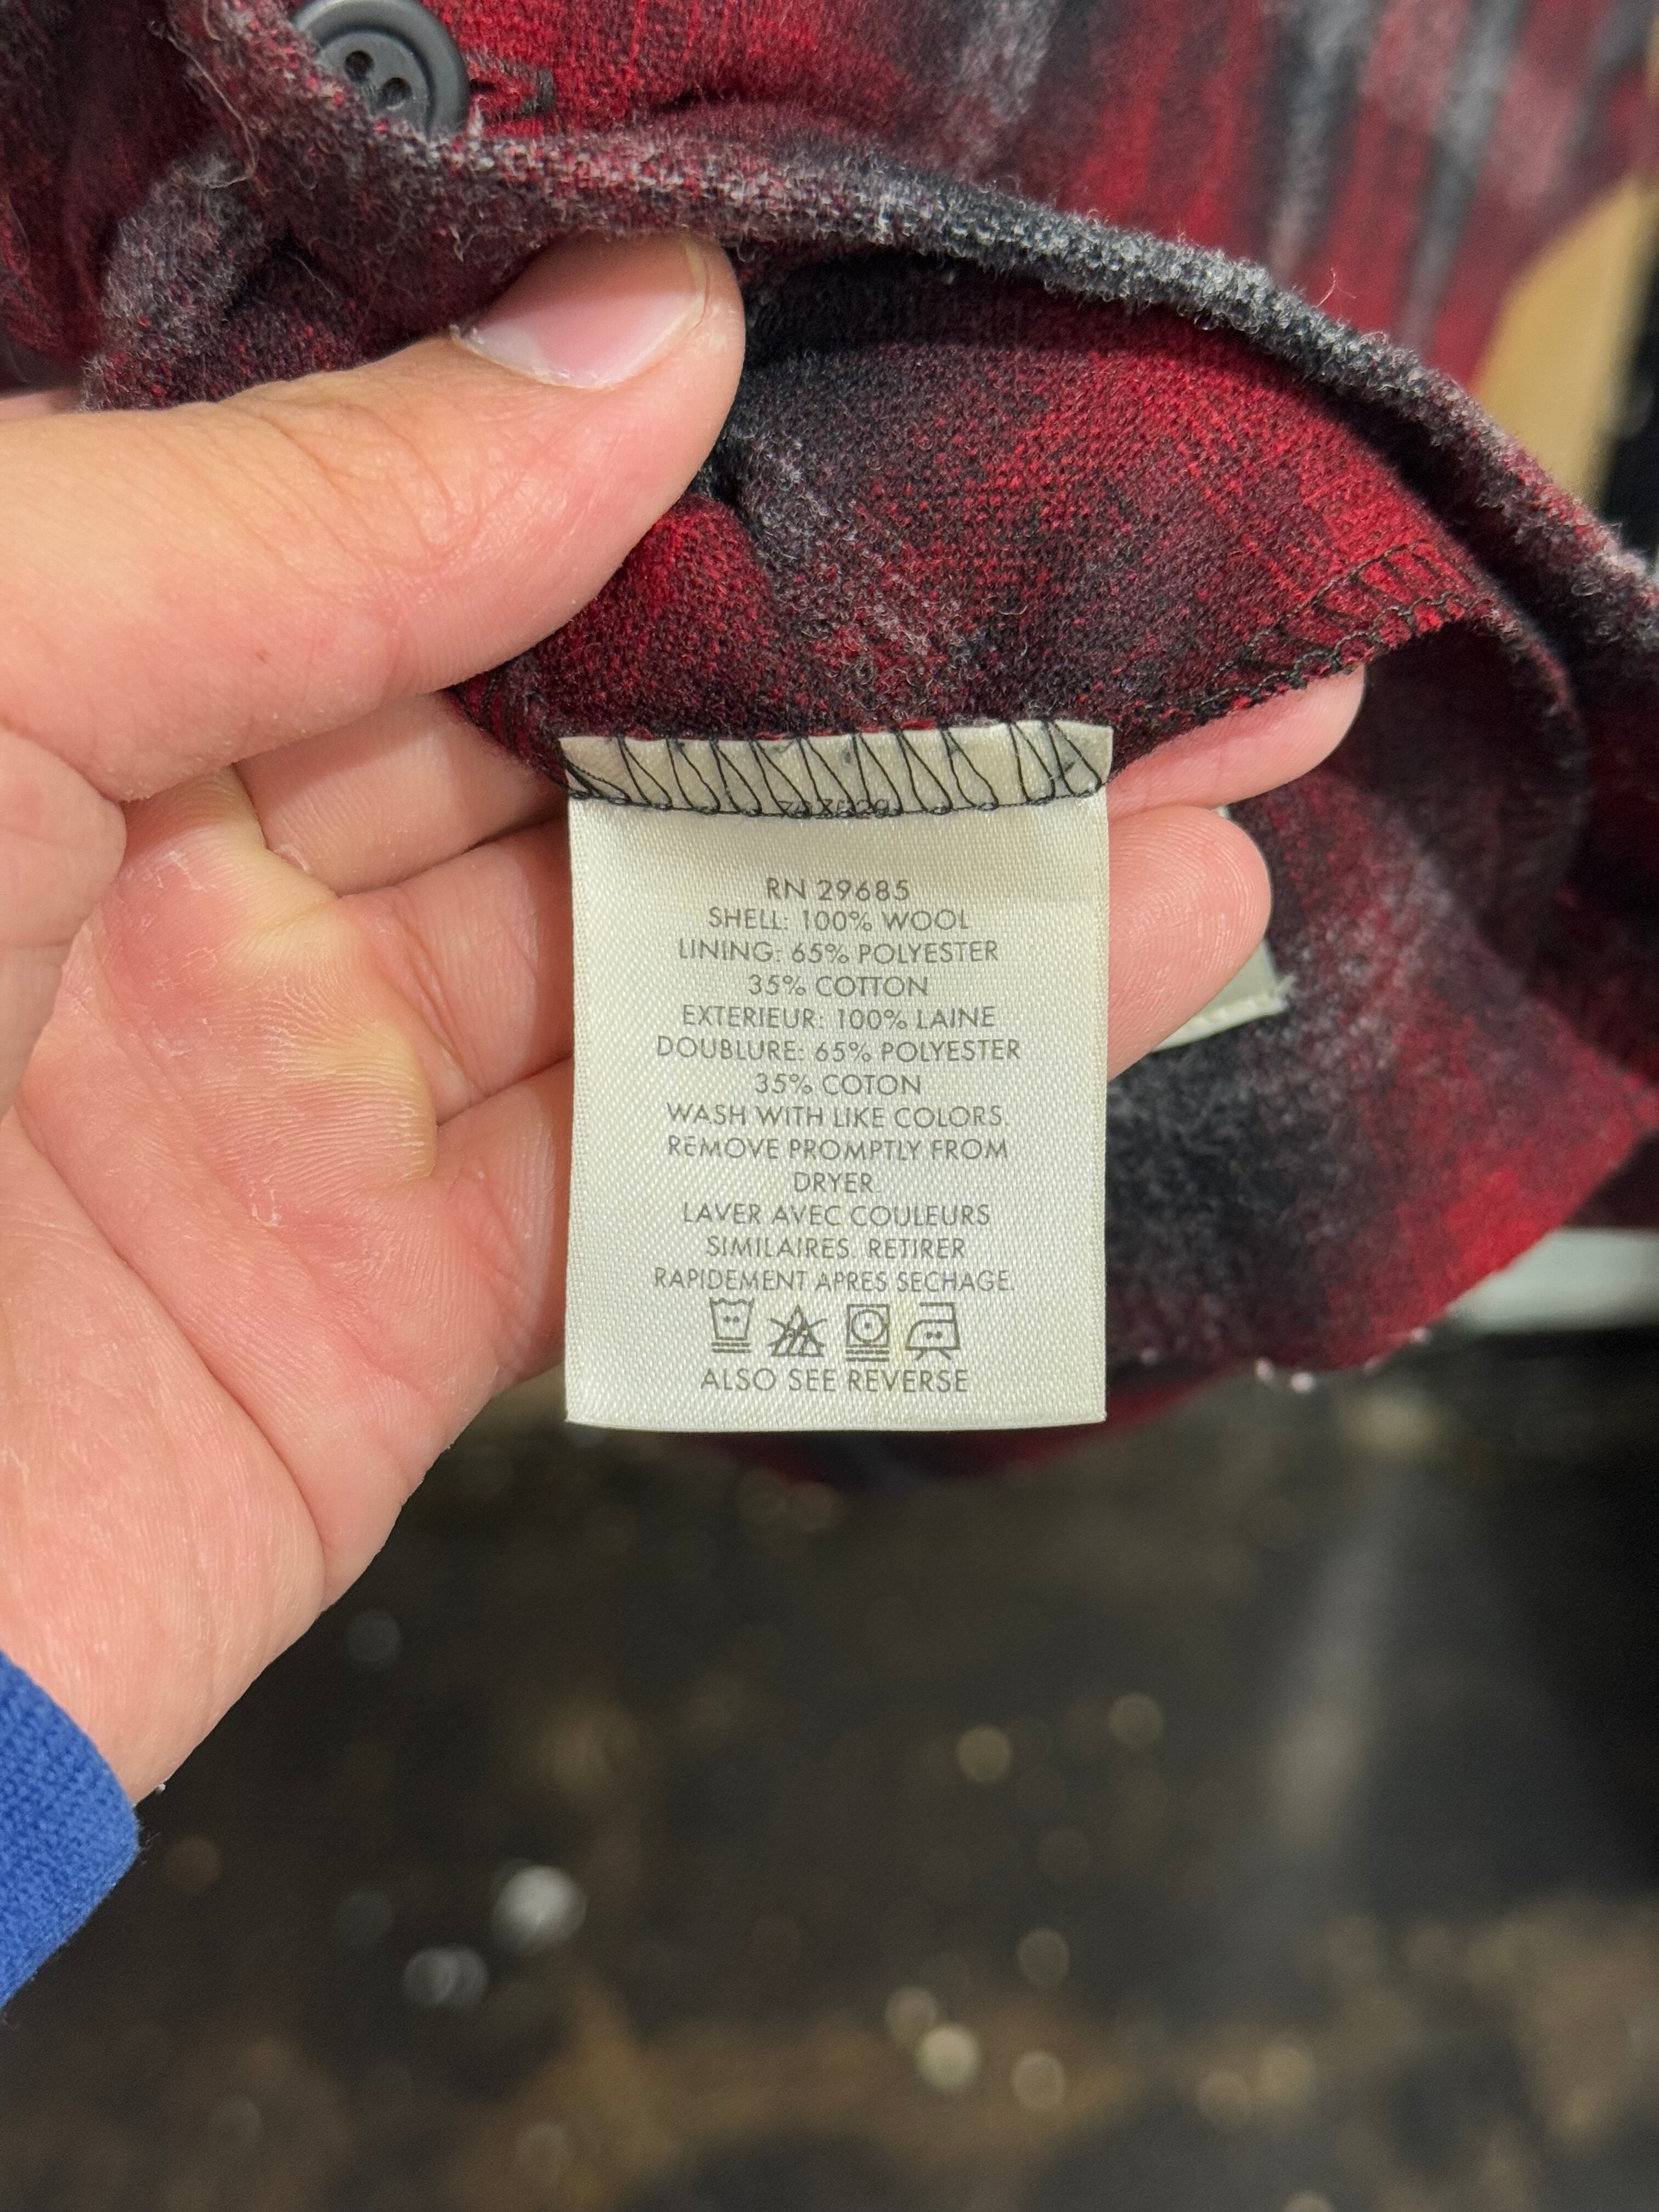 RN 29685
SHELL: 100% WOOL
LINING: 65% POLYESTER
35% COTTON
EXTERIEUR: 100% LAINE
DOUBLURE: 65% POLYESTER
35% COTON
WASH WITH LIKE COLORS.
REMOVE PROMPTLY FROM
DRYER.
LAVER AVEC COULEURS
SIMILAIRES. RETIRER
RAPIDEMENT APRES SECHAGE.
ALSO SEE REVERSE